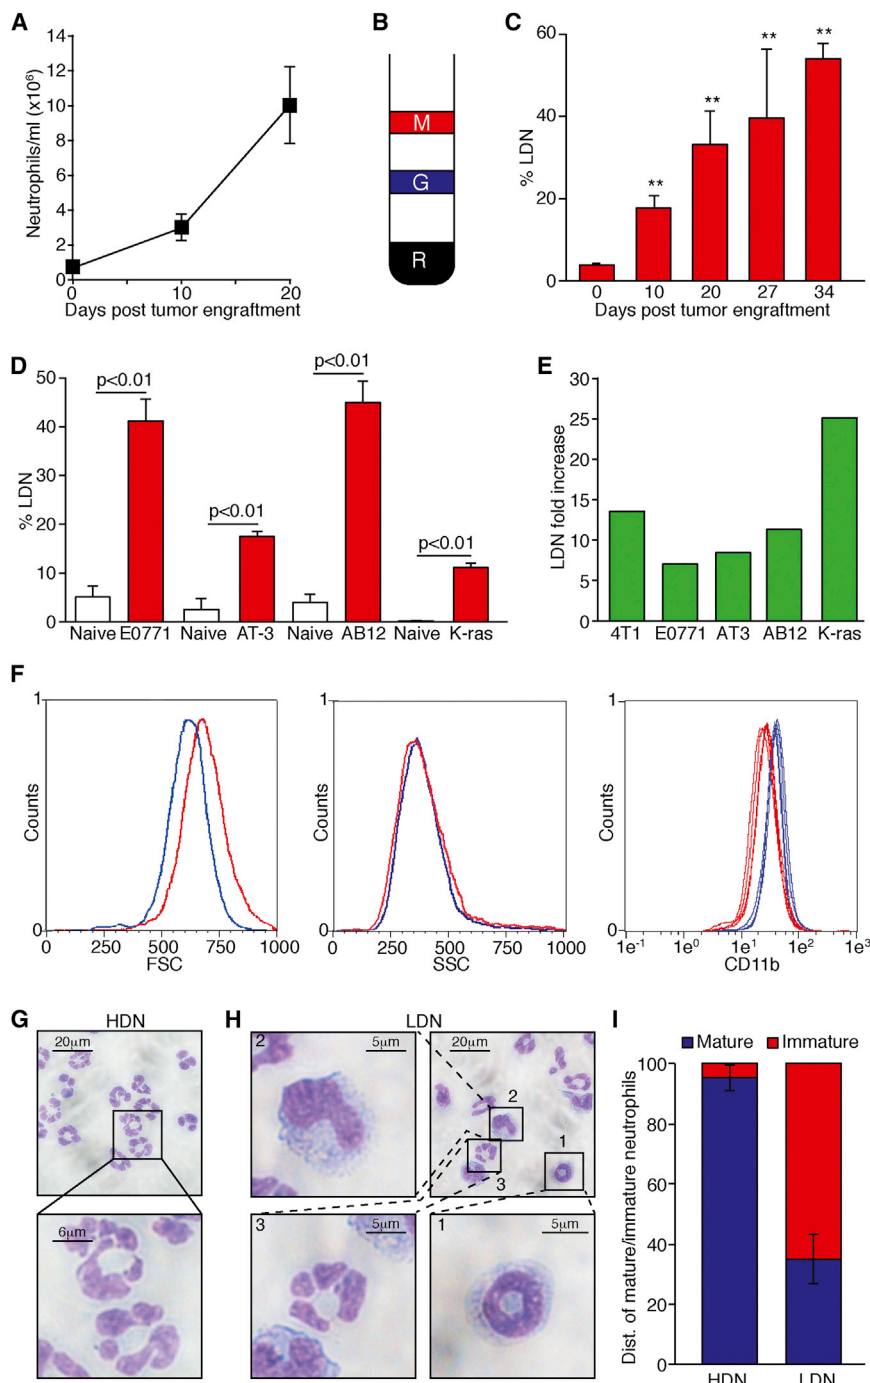 A
Neutrophils/ml (x10⁶)
14
12
10
8
6
4
2
0
0 10 20
Days post tumor engraftment
B
M
G
R
C
% LDN
60
40
20
0
** ** ** **
0 10 20 27 34
Days post tumor engraftment
D
% LDN
50
40
30
20
10
0
p<0.01 p<0.01 p<0.01 p<0.01
Naive E0771 Naive AT-3 Naive AB12 Naive K-ras
E
LDN fold increase
30
25
20
15
10
5
0
4T1 E0771 AT3 AB12 K-ras
F
1
Counts
0
0 250 500 750 1000
FSC
1
Counts
0
0 250 500 750 1000
SSC
1
Counts
0
1e⁻¹ 1e⁰ 1e¹ 1e² 1e³
CD11b
G HDN
20µm
6µm
H LDN
2 5µm
20µm
2
1
3
3 5µm
1 5µm
I
Mature Immature
Dist. of mature/immature neutrophils
100
80
60
40
20
0
HDN LDN